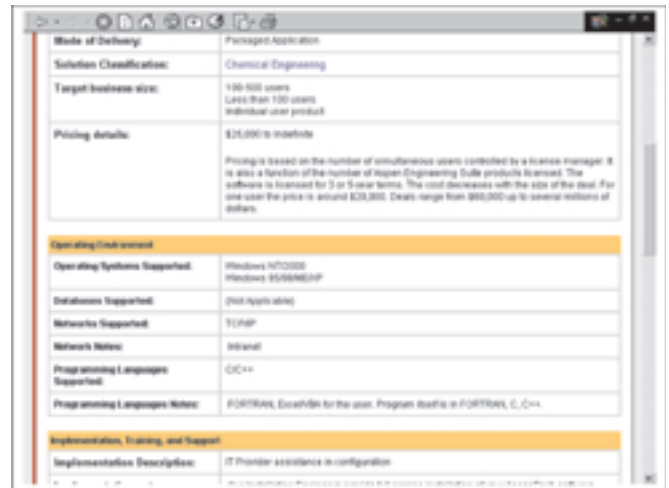 Mode of Delivery: Packaged Application
Solution Classification: Chemical Engineering
Target business size: 100-500 users
Less than 100 users
Individual user product
Pricing details: $25,000 to Indefinite
Pricing is based on the number of simultaneous users controlled by a license manager. It
is also a function of the number of Aspen Engineering Suite products licensed. The
software is licensed for 3 or 5-year terms. The cost decreases with the size of the deal. For
one user the price is around
Deals range from $60,000 up to several millions of
dollars.
Operating Environment
Operating Systems Supported: Windows NT/2000
Windows 95/98/ME/XP
Databases Supported: (Not Applicable)
Networks Supported: TCP/IP
Network Notes: Intranet
Programming Languages C/C++
Supported:
Programming Languages Notes: FORTRAN, Excel/VBA for the user. Program itself is in FORTRAN, C, C++.
Implementation, Training, and Support
Implementation Description: IT Provider assistance in configuration